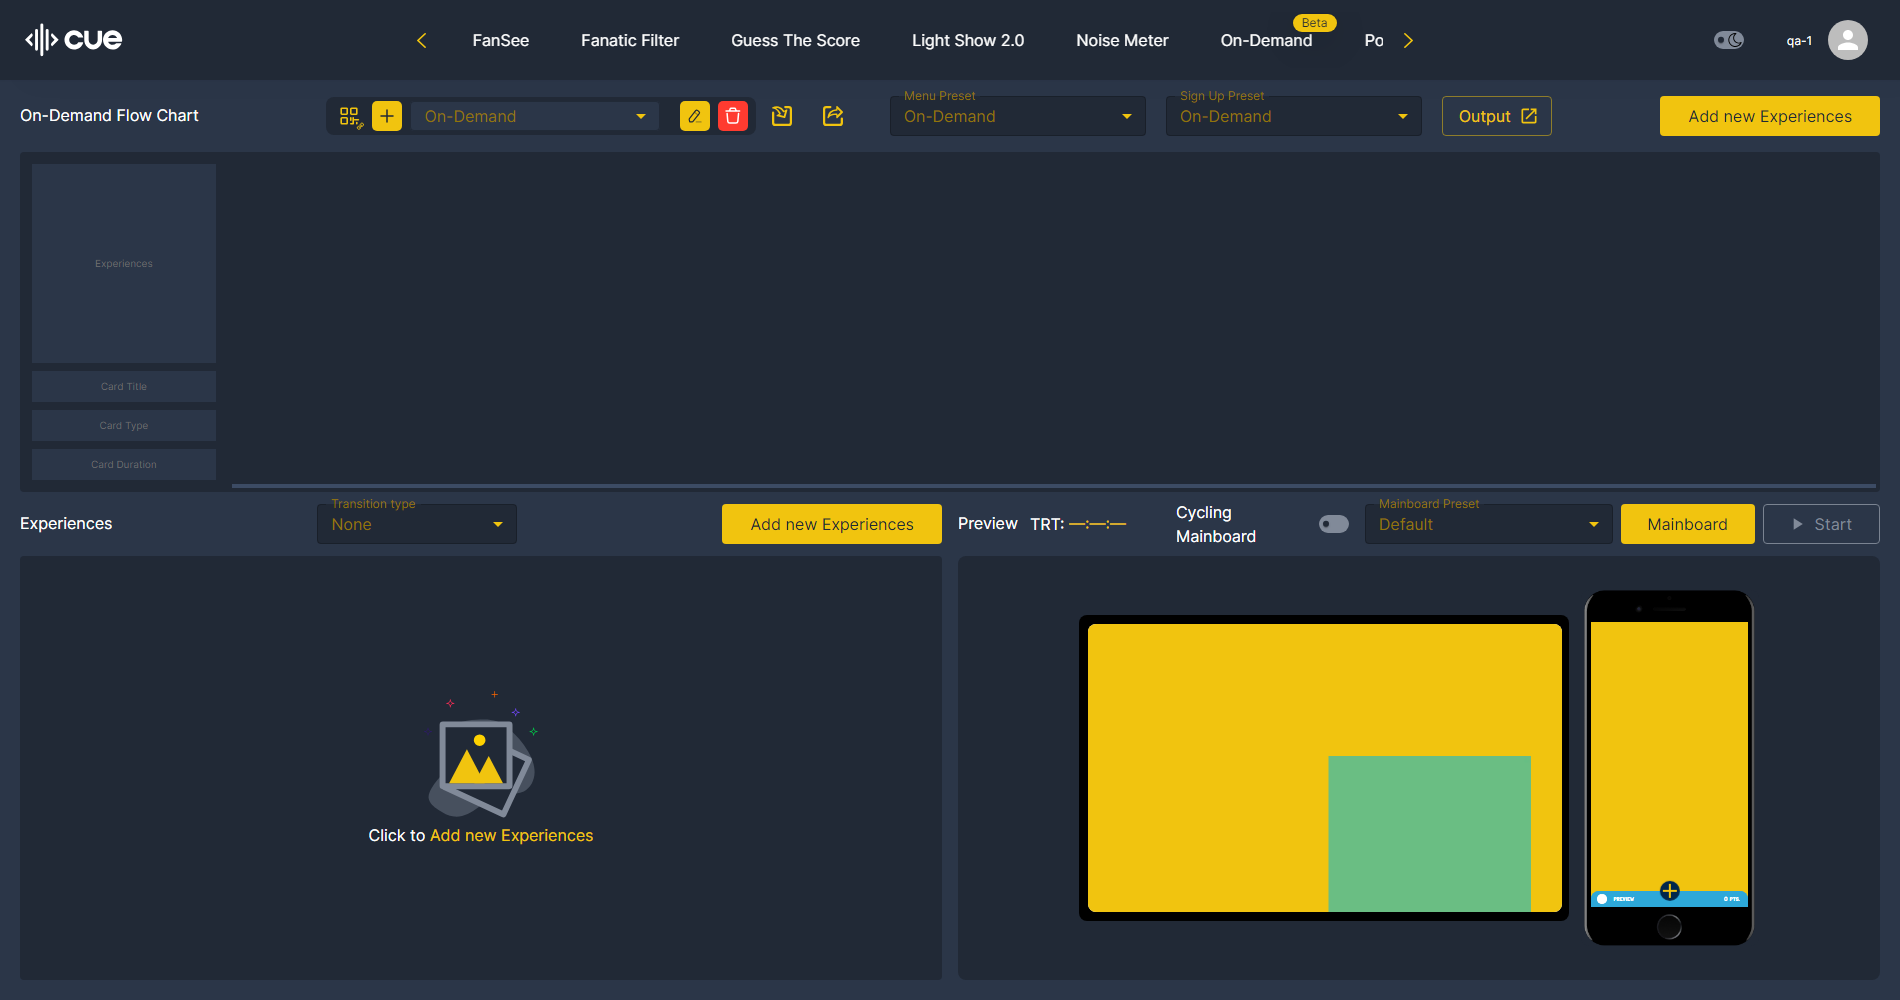 cue
FanSee
Fanatic Filter
Guess The Score
Light Show 2.0
Noise Meter
On-Demand
Beta
Po
qa-1
On-Demand Flow Chart
On-Demand
Menu Preset
On-Demand
Sign Up Preset
On-Demand
Output
Add new Experiences
Experiences
Card Title
Card Type
Card Duration
Experiences
Transition type
None
Add new Experiences
Preview
TRT: —:—:—
Cycling
Mainboard
Mainboard Preset
Default
Mainboard
Start
Click to Add new Experiences
PREVIEW
0 PTS.